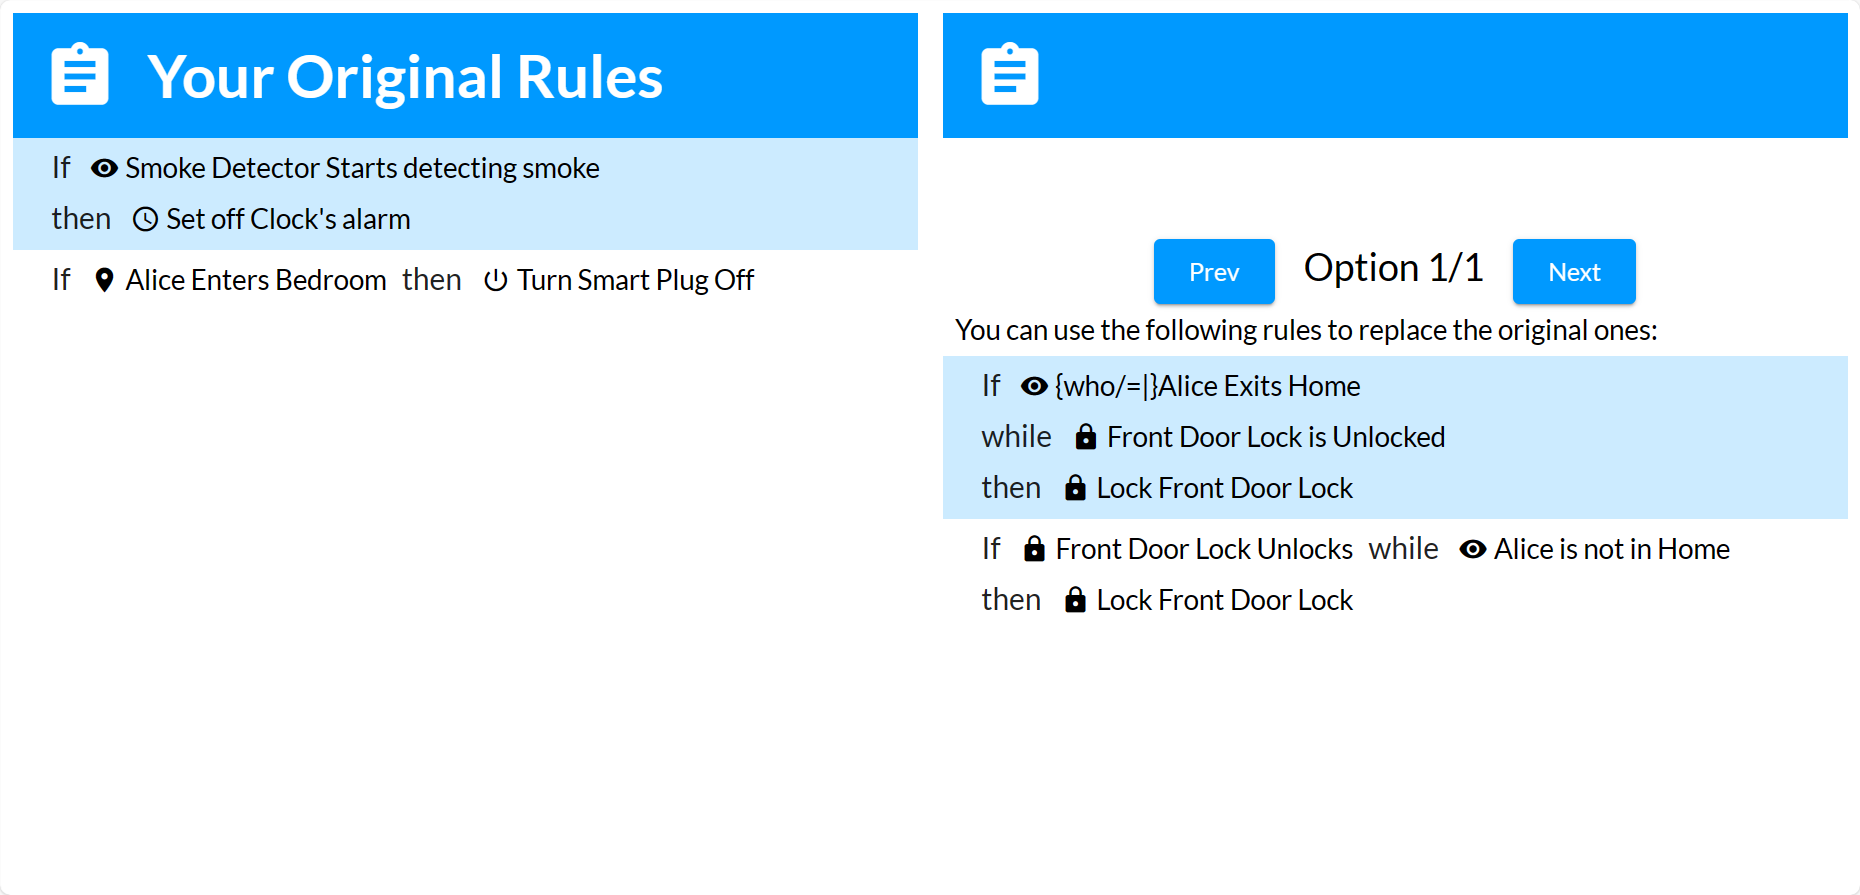 Your Original Rules
If Smoke Detector Starts detecting smoke
then Set off Clock's alarm
If Alice Enters Bedroom then Turn Smart Plug Off
Prev Option 1/1 Next
You can use the following rules to replace the original ones:
If {who/=|}Alice Exits Home
while Front Door Lock is Unlocked
then Lock Front Door Lock
If Front Door Lock Unlocks while Alice is not in Home
then Lock Front Door Lock